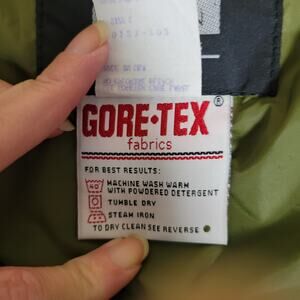 GORE-TEX®
fabrics
FOR BEST RESULTS:
40
MACHINE WASH WARM
WITH POWDERED DETERGENT
TUMBLE DRY
STEAM IRON
TO DRY CLEAN SEE REVERSE